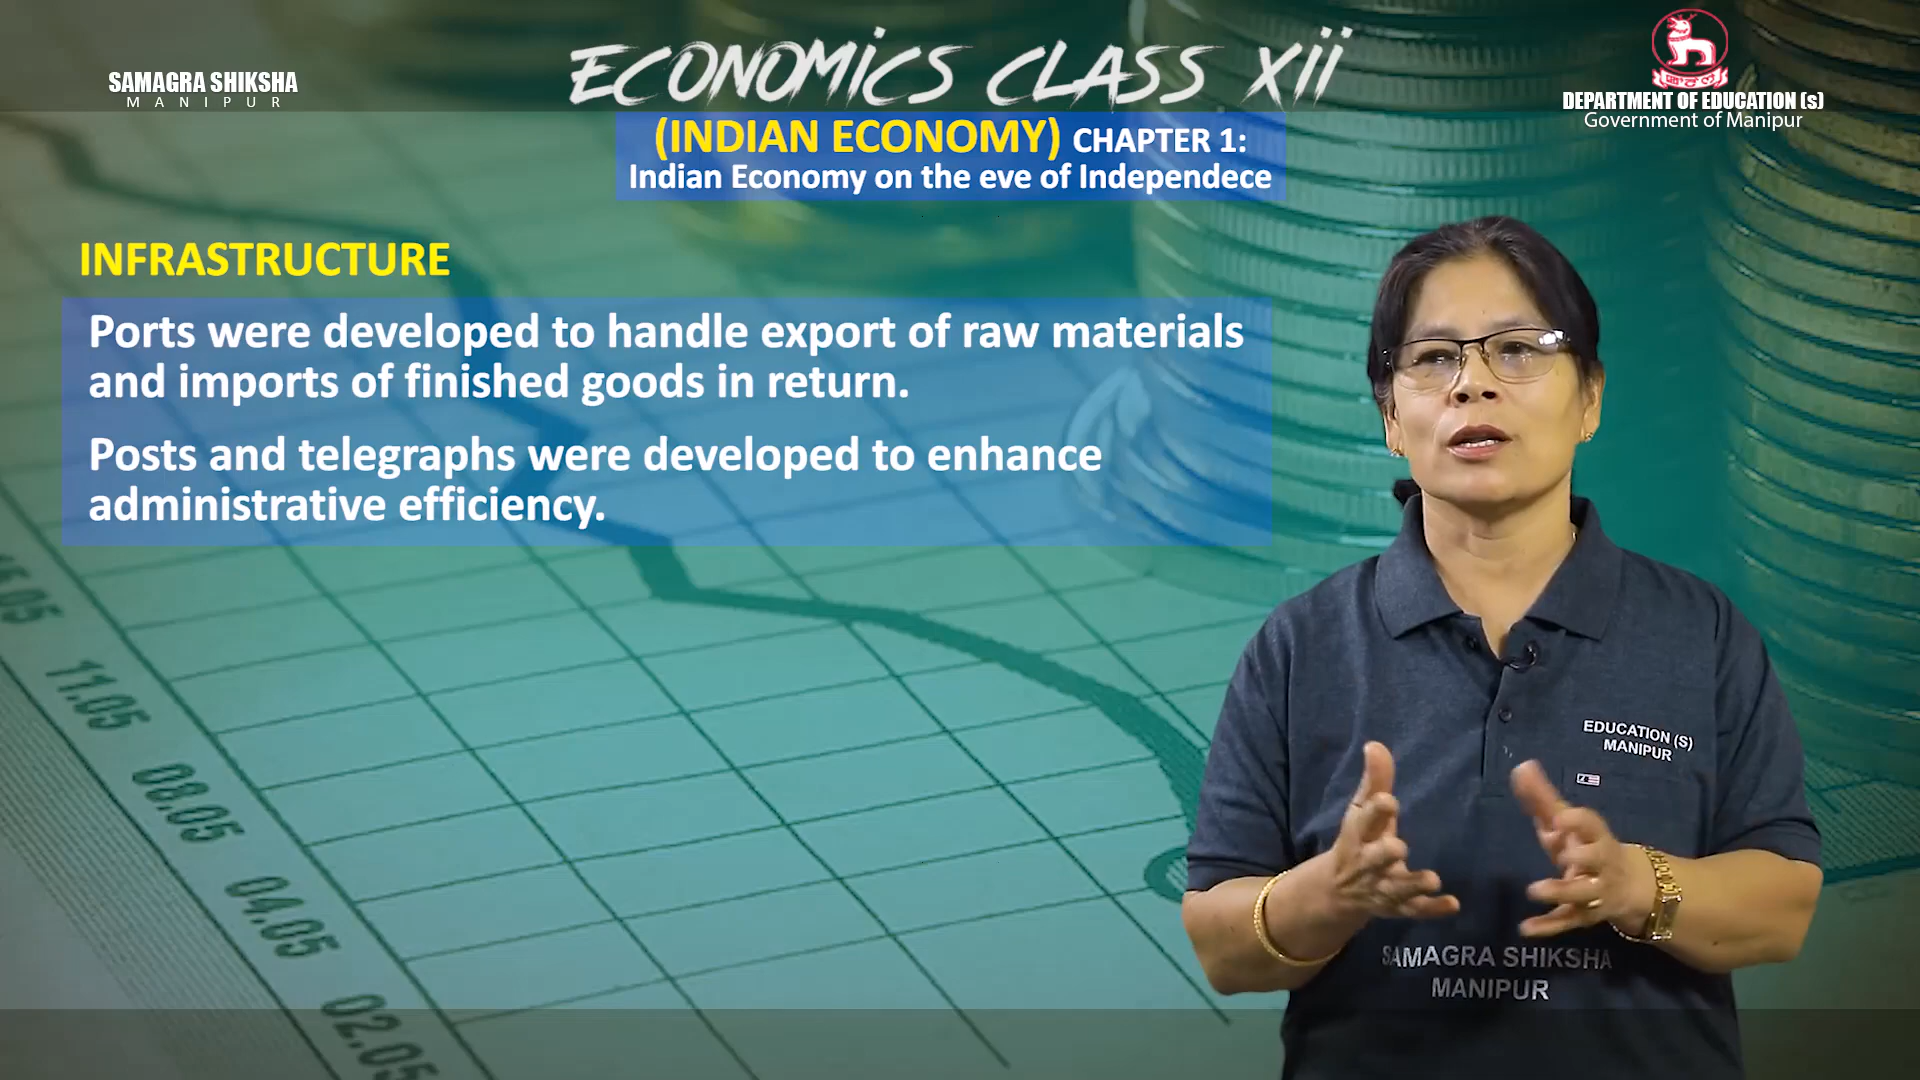 SAMAGRA SHIKSHA
MANIPUR
ECONOMICS CLASS XII
DEPARTMENT OF EDUCATION (s)
Government of Manipur
(INDIAN ECONOMY) CHAPTER 1:
Indian Economy on the eve of Independece
INFRASTRUCTURE
Ports were developed to handle export of raw materials
and imports of finished goods in return.
Posts and telegraphs were developed to enhance
administrative efficiency.
11.05
08.05
04.05
02.05
EDUCATION (S)
MANIPUR
SAMAGRA SHIKSHA
MANIPUR